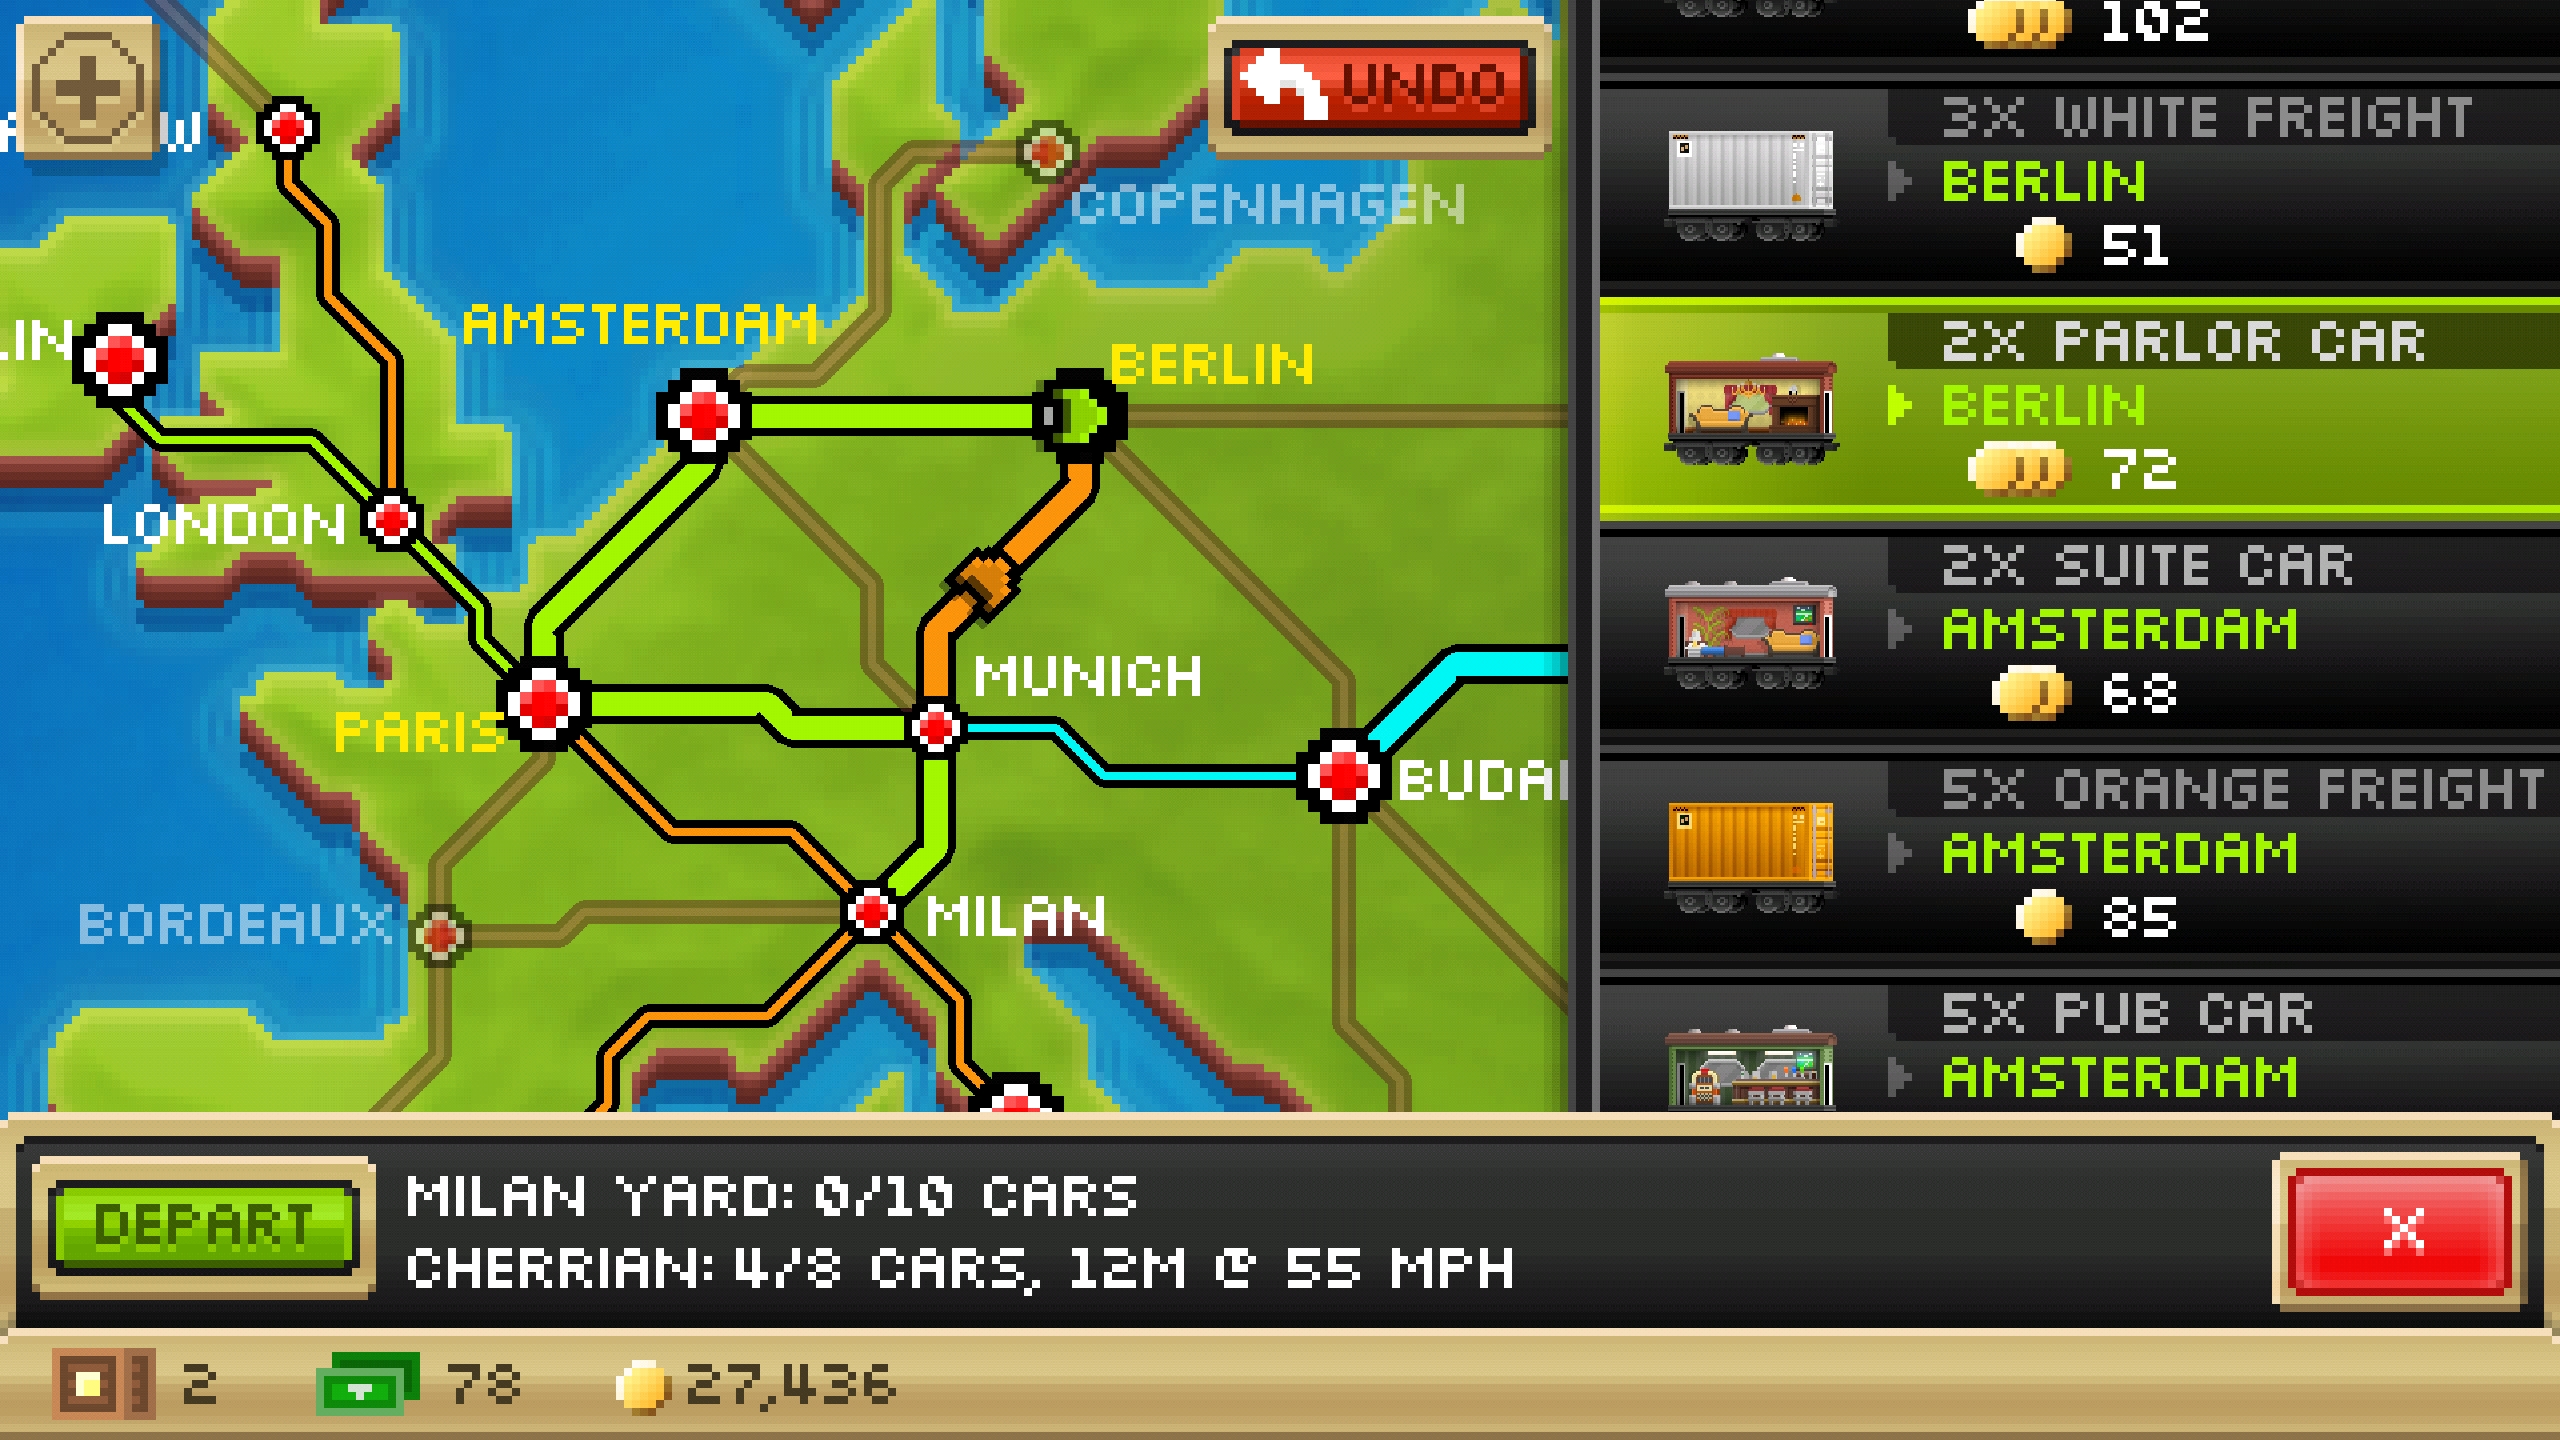 UNDO
COPENHAGEN
AMSTERDAM
BERLIN
LONDON
MUNICH
PARIS
BORDEAUX
MILAN
102
3X WHITE FREIGHT
BERLIN
51
2X PARLOR CAR
BERLIN
72
2X SUITE CAR
AMSTERDAM
68
5X ORANGE FREIGHT
AMSTERDAM
85
5X PUB CAR
AMSTERDAM
DEPART
MILAN YARD: 0/10 CARS
CHERRIAN: 4/8 CARS, 12M @ 55 MPH
X
2
78
27,436